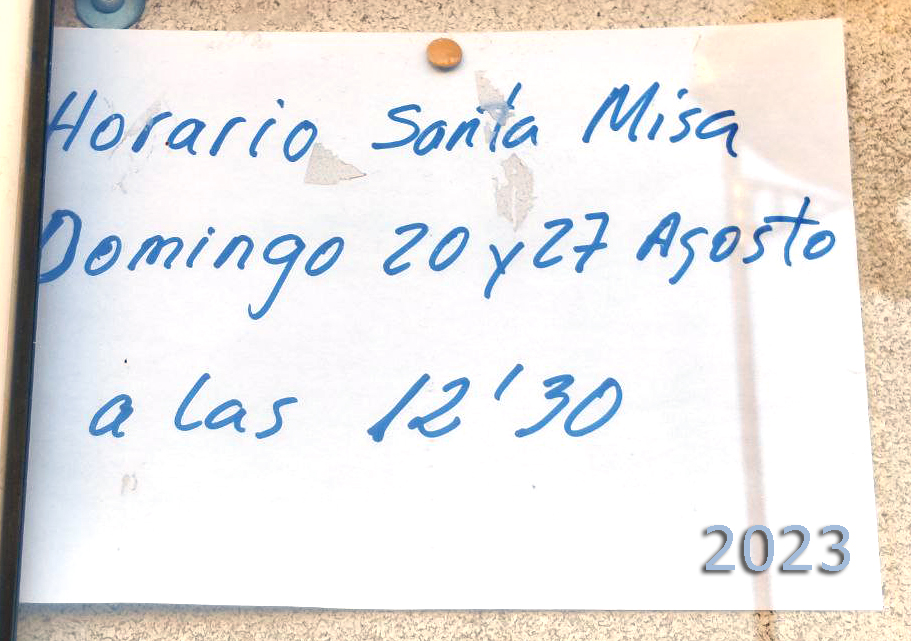 Horario Santa Misa
Domingo 20 y 27 Agosto
a las 12'30
2023